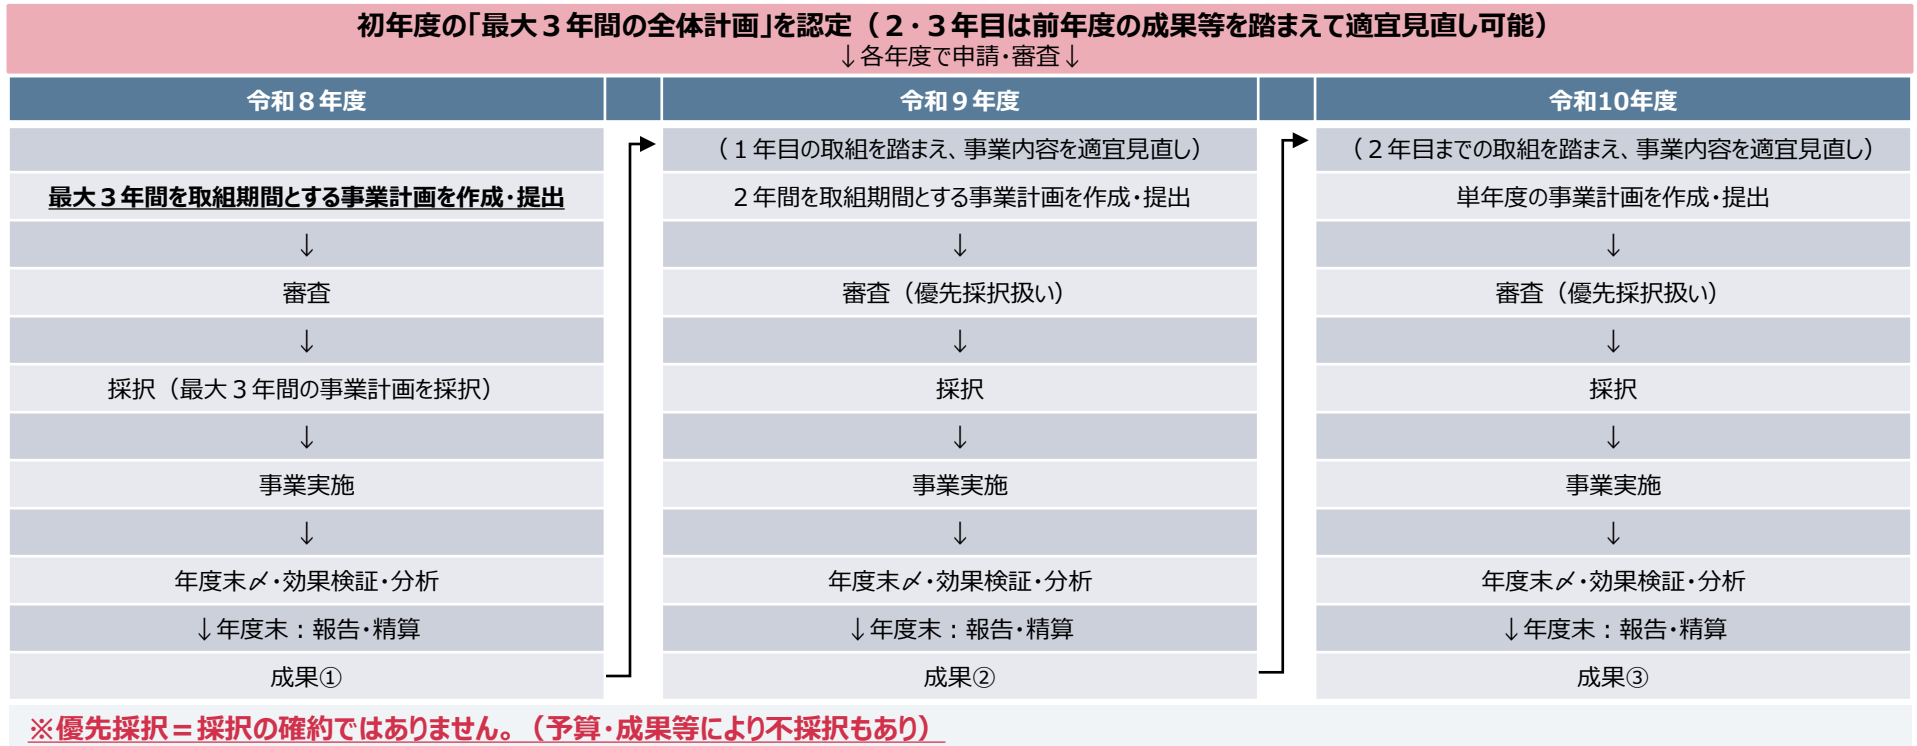 初年度の「最大３年間の全体計画」を認定（２・３年目は前年度の成果等を踏まえて適宜見直し可能）
↓各年度で申請・審査↓
令和８年度
最大３年間を取組期間とする事業計画を作成・提出
↓
審査
↓
採択（最大３年間の事業計画を採択）
↓
事業実施
↓
年度末〆・効果検証・分析
↓年度末：報告・精算
成果①
令和９年度
（１年目の取組を踏まえ、事業内容を適宜見直し）
２年間を取組期間とする事業計画を作成・提出
↓
審査（優先採択扱い）
↓
採択
↓
事業実施
↓
年度末〆・効果検証・分析
↓年度末：報告・精算
成果②
令和10年度
（２年目までの取組を踏まえ、事業内容を適宜見直し）
単年度の事業計画を作成・提出
↓
審査（優先採択扱い）
↓
採択
↓
事業実施
↓
年度末〆・効果検証・分析
↓年度末：報告・精算
成果③
※優先採択＝採択の確約ではありません。（予算・成果等により不採択もあり）